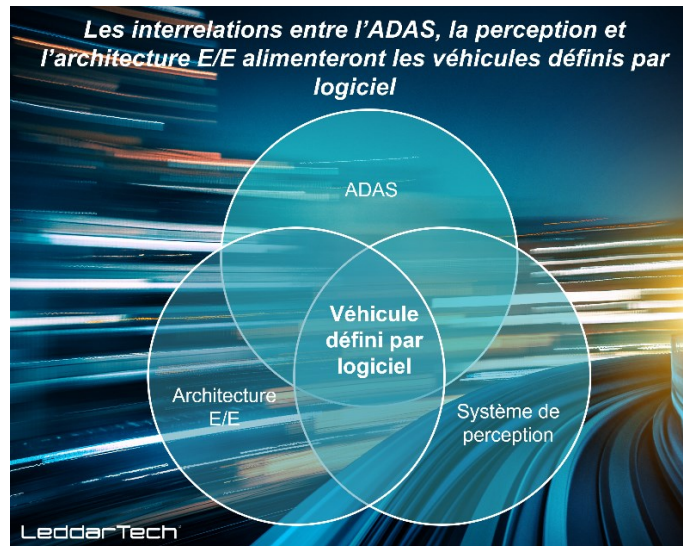 Les interrelations entre l’ADAS, la perception et
l’architecture E/E alimenteront les véhicules définis par
logiciel
ADAS
Véhicule
défini par
logiciel
Architecture
E/E
Système de
perception
LeddarTech